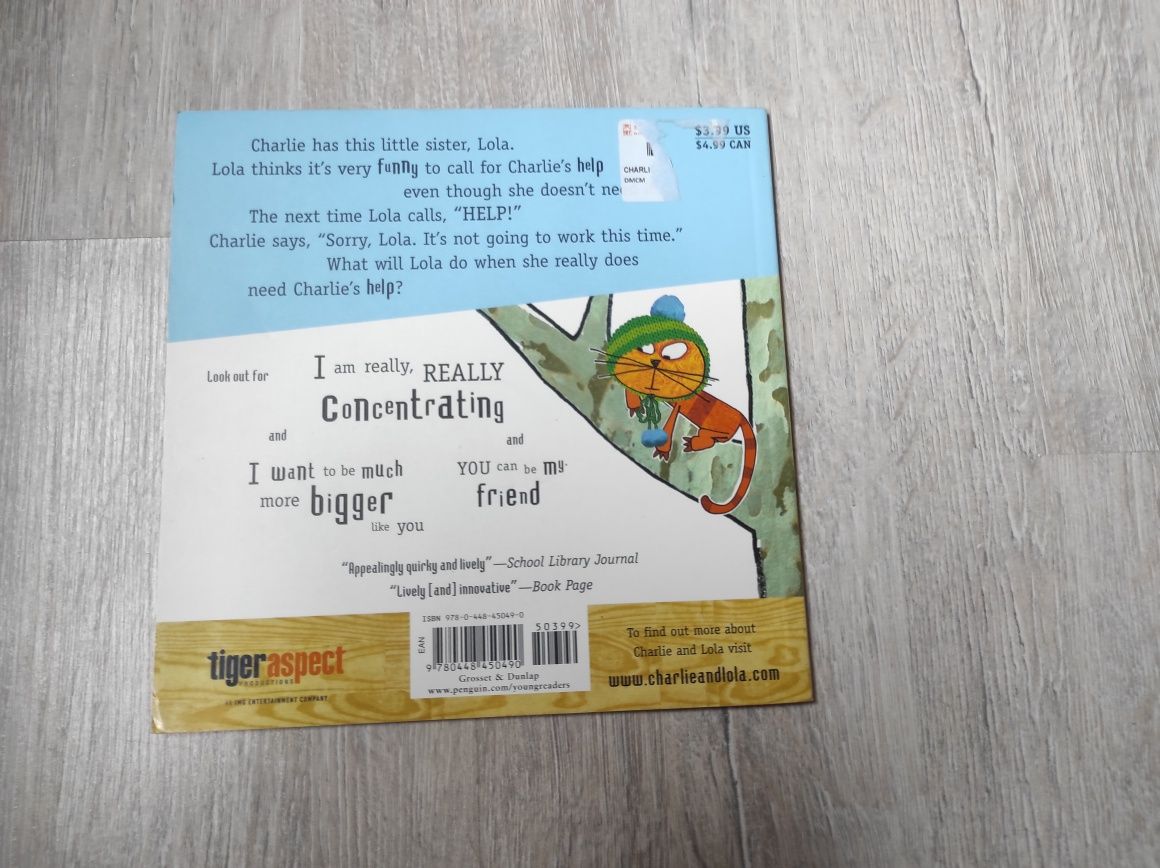 Charlie has this little sister, Lola.
Lola thinks it's very funny to call for Charlie's help
even though she doesn't
The next time Lola calls, "HELP!"
Charlie says, "Sorry, Lola. It's not going to work this time."
What will Lola do when she really does
need Charlie's help?
CHARLI
DMCM
$3.99 US
$4.99 CAN
Look out for
I am really, REALLY
Concentrating
and
I want to be much
more bigger
like you
and
YOU can be my
friend
"Appealingly quirky and lively"—School Library Journal
"Lively [and] innovative"—Book Page
tigeraspect
PRODUCTIONS
AN IMG ENTERTAINMENT COMPANY
ISBN 978-0-448-45049-0
50399>
EAN
9 780448 450490
Grosset & Dunlap
www.penguin.com/youngreaders
To find out more about
Charlie and Lola visit
www.charlieandlola.com